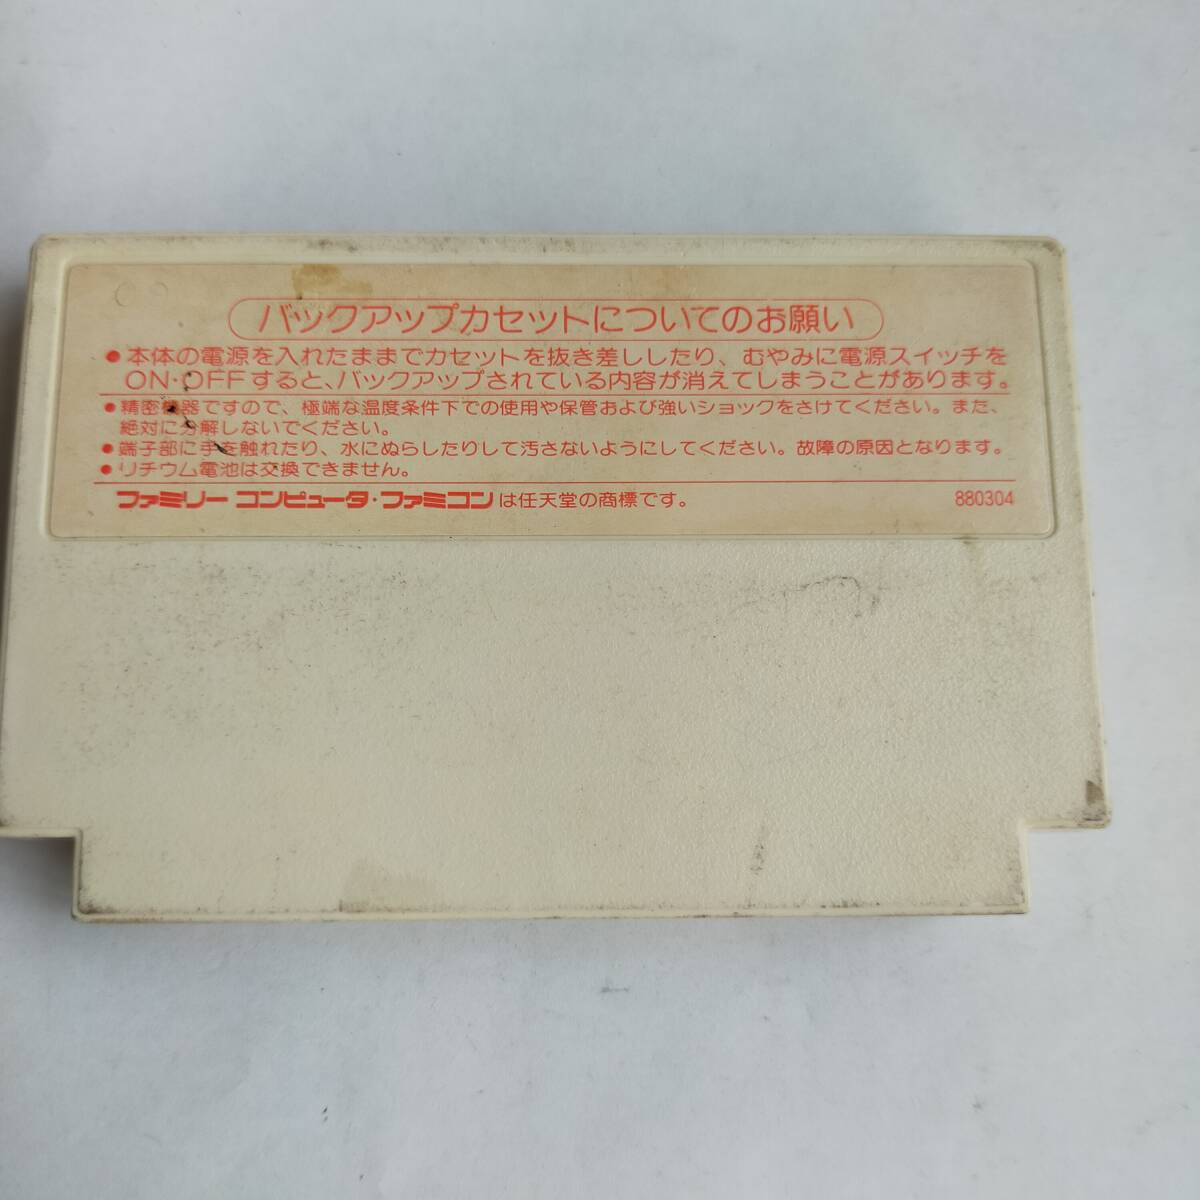 バックアップカセットについてのお願い
●本体の電源を入れたままでカセットを抜き差ししたり、むやみに電源スイッチを
ON・OFFすると、バックアップされている内容が消えてしまうことがあります。
●精密機器ですので、極端な温度条件下での使用や保管および強いショックをさけてください。また、
絶対に分解しないでください。
●端子部に手を触れたり、水にぬらしたりして汚さないようにしてください。故障の原因となります。
●リチウム電池は交換できません。
ファミリーコンピュータ・ファミコンは任天堂の商標です。 880304